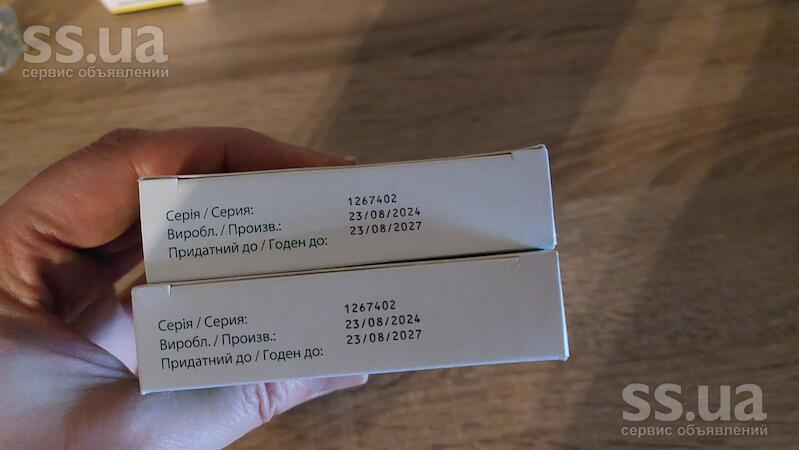 ss.ua
сервис объявлений
Серія / Серия: 1267402
Виробл. / Произв.: 23/08/2024
Придатний до / Годен до: 23/08/2027
Серія / Серия: 1267402
Виробл. / Произв.: 23/08/2024
Придатний до / Годен до: 23/08/2027
ss.ua
сервис объявлений